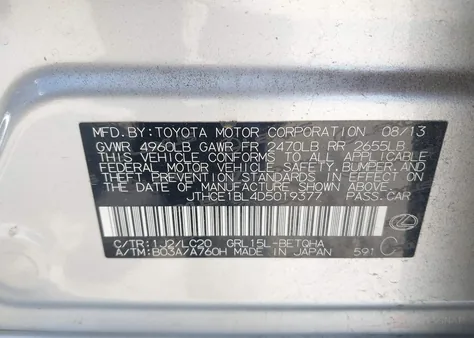 MFD.BY:TOYOTA MOTOR CORPORATION 08/13
GVWR 4960LB GAWR FR 2470LB RR 2655LB
THIS VEHICLE CONFORMS TO ALL APPLICABLE
FEDERAL MOTOR VEHICLE SAFETY,BUMPER,AND
THEFT PREVENTION STANDARDS IN EFFECT ON
THE DATE OF MANUFACTURE SHOWN ABOVE.
JTHCE1BL4D5019377 PASS.CAR
C/TR:1J2/LC20 GRL15L-BETQHA
A/TM:B03A/A760H MADE IN JAPAN 591 C